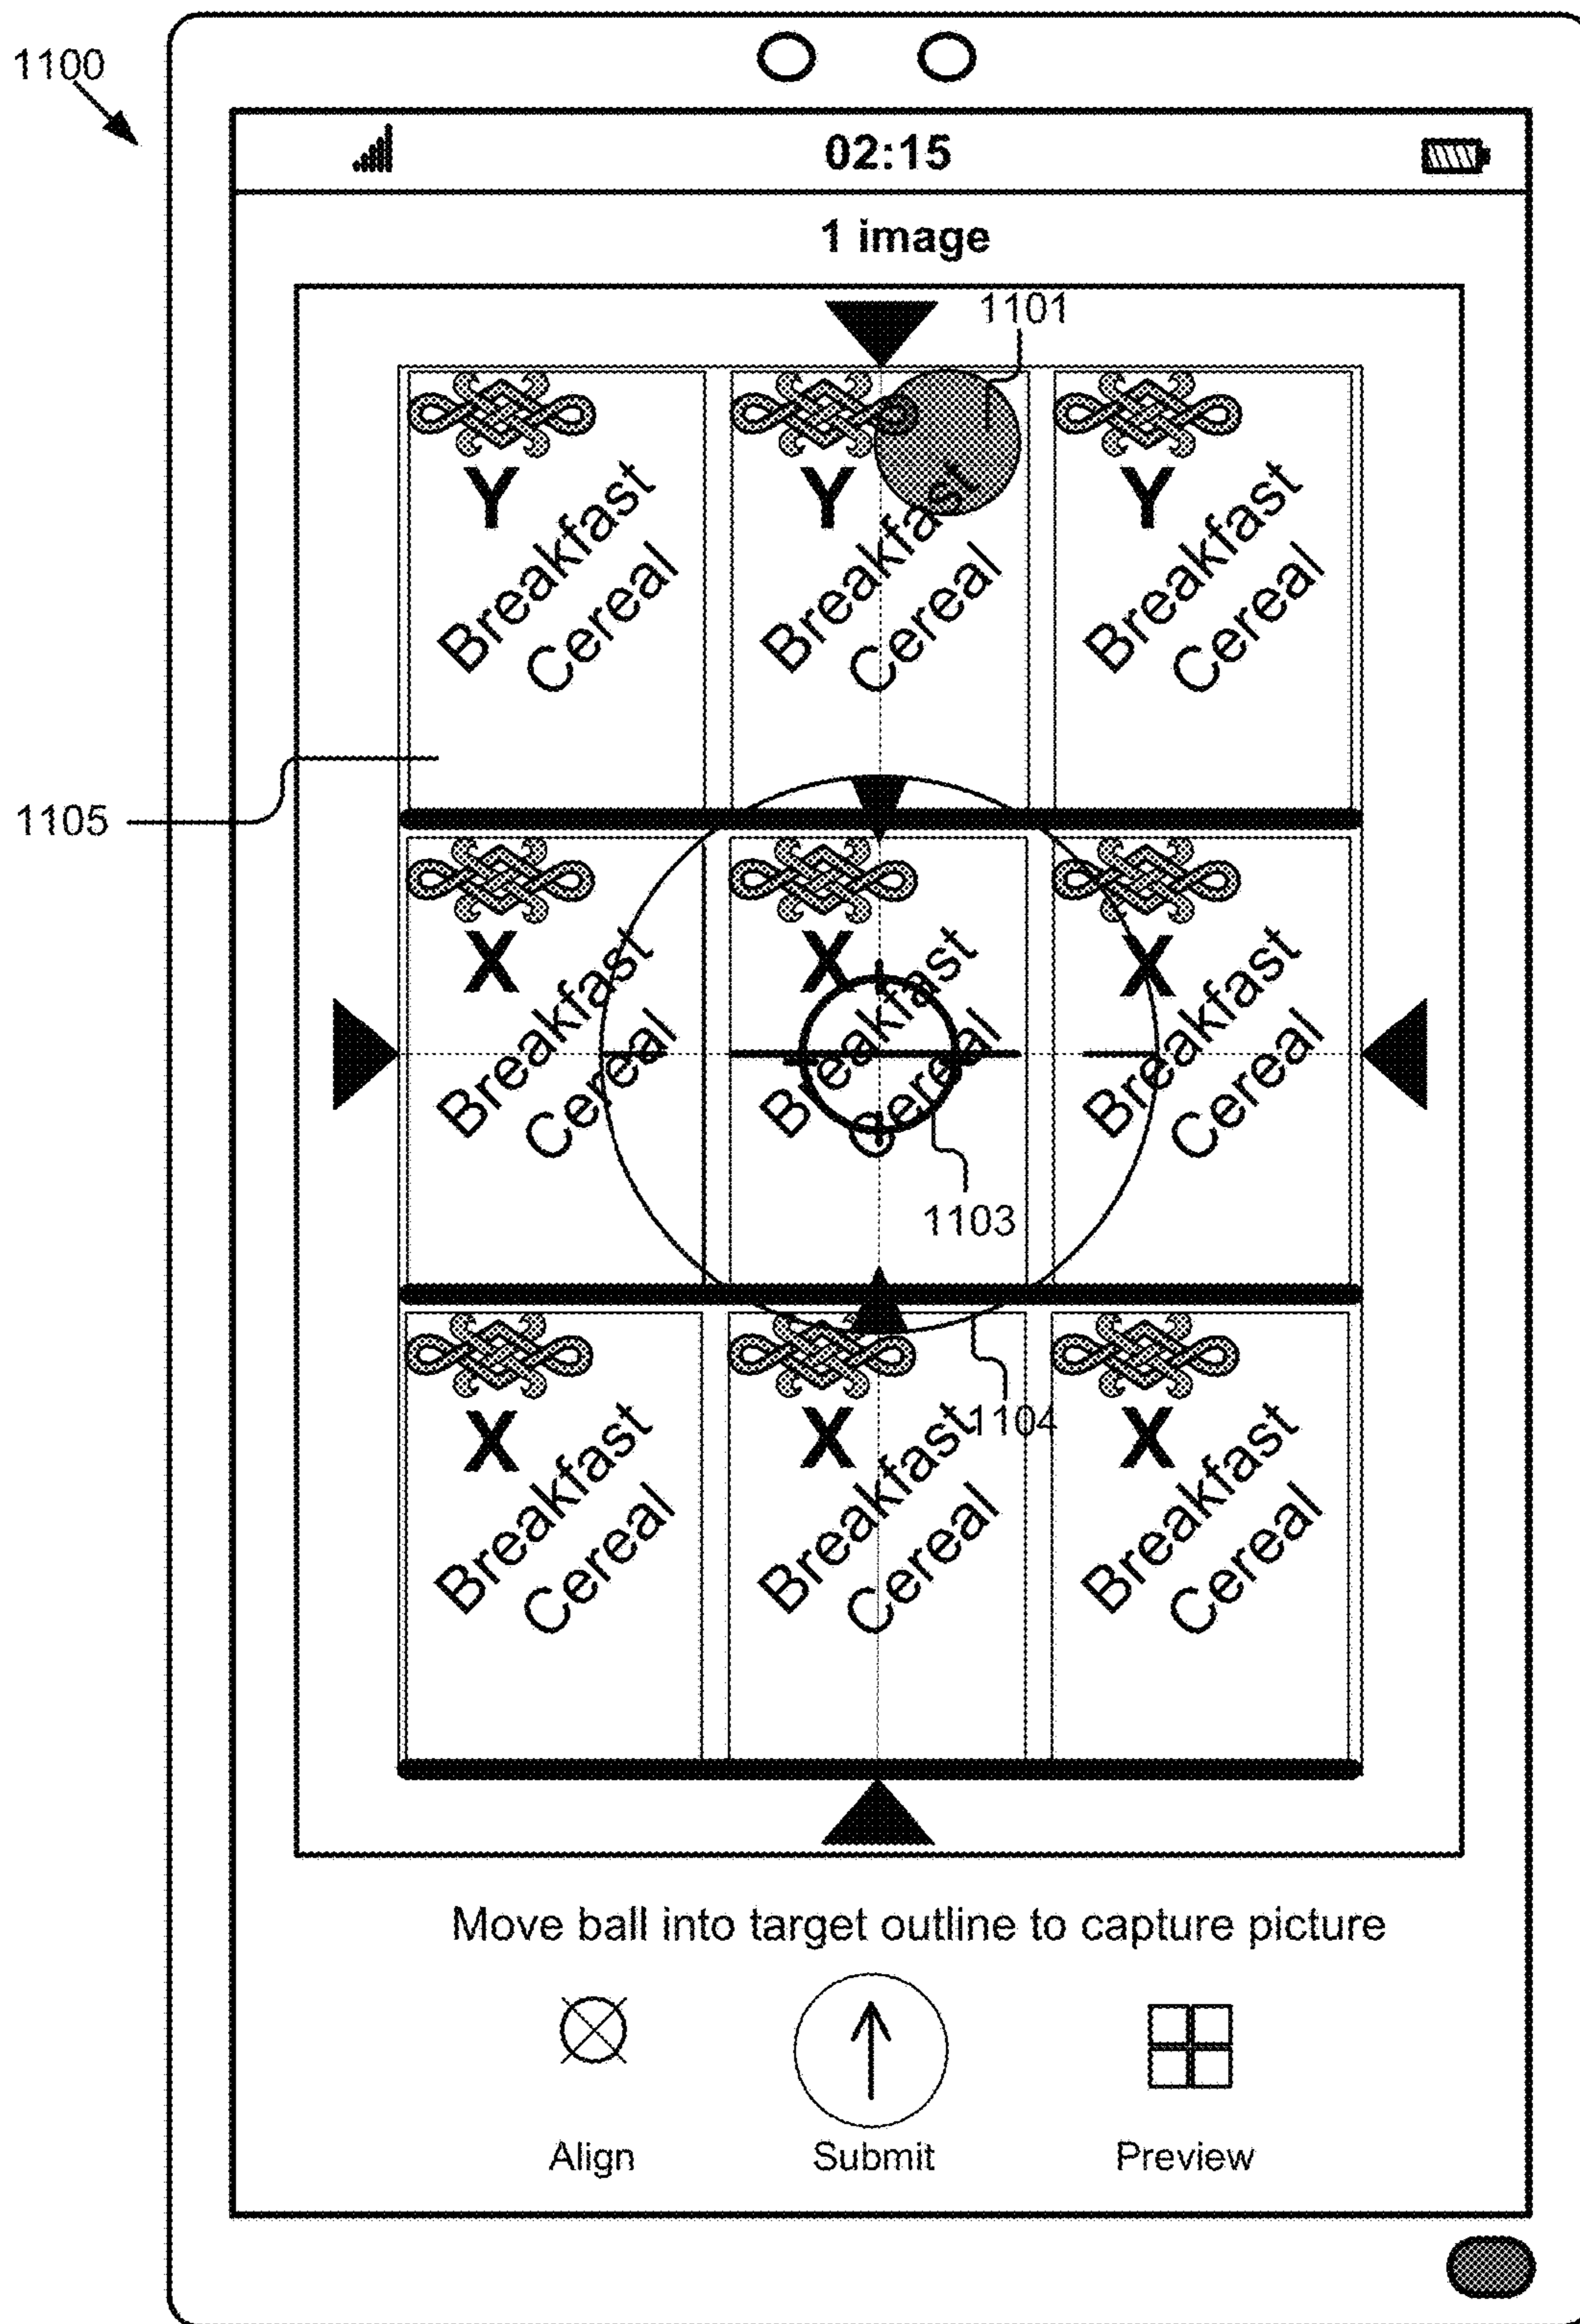 1100
02:15
1 image
1101
Y
Breakfast
Cereal
Y
Breakfast
Cereal
Y
Breakfast
Cereal
1105
X
Breakfast
Cereal
X
Breakfast
Cereal
X
Breakfast
Cereal
1103
X
Breakfast
Cereal
X
Breakfast
Cereal
1104
X
Breakfast
Cereal
Move ball into target outline to capture picture
Align
Submit
Preview